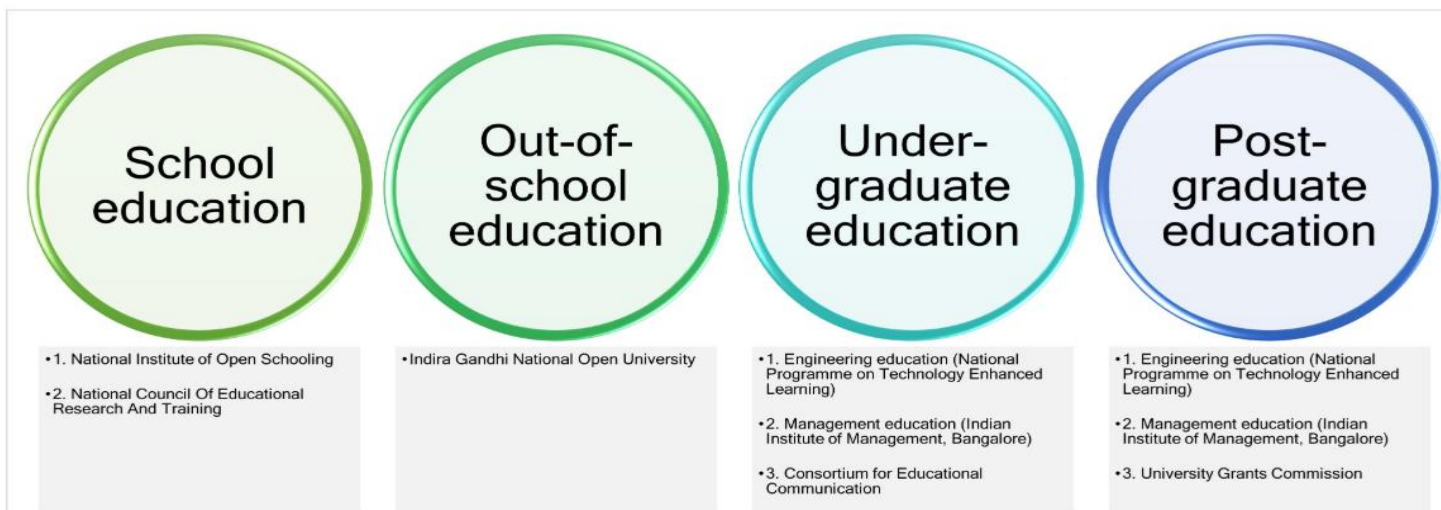 School
education
•1. National Institute of Open Schooling
•2. National Council Of Educational
Research And Training
Out-of-
school
education
•Indira Gandhi National Open University
Under-
graduate
education
•1. Engineering education (National
Programme on Technology Enhanced
Learning)
•2. Management education (Indian
Institute of Management, Bangalore)
•3. Consortium for Educational
Communication
Post-
graduate
education
•1. Engineering education (National
Programme on Technology Enhanced
Learning)
•2. Management education (Indian
Institute of Management, Bangalore)
•3. University Grants Commission